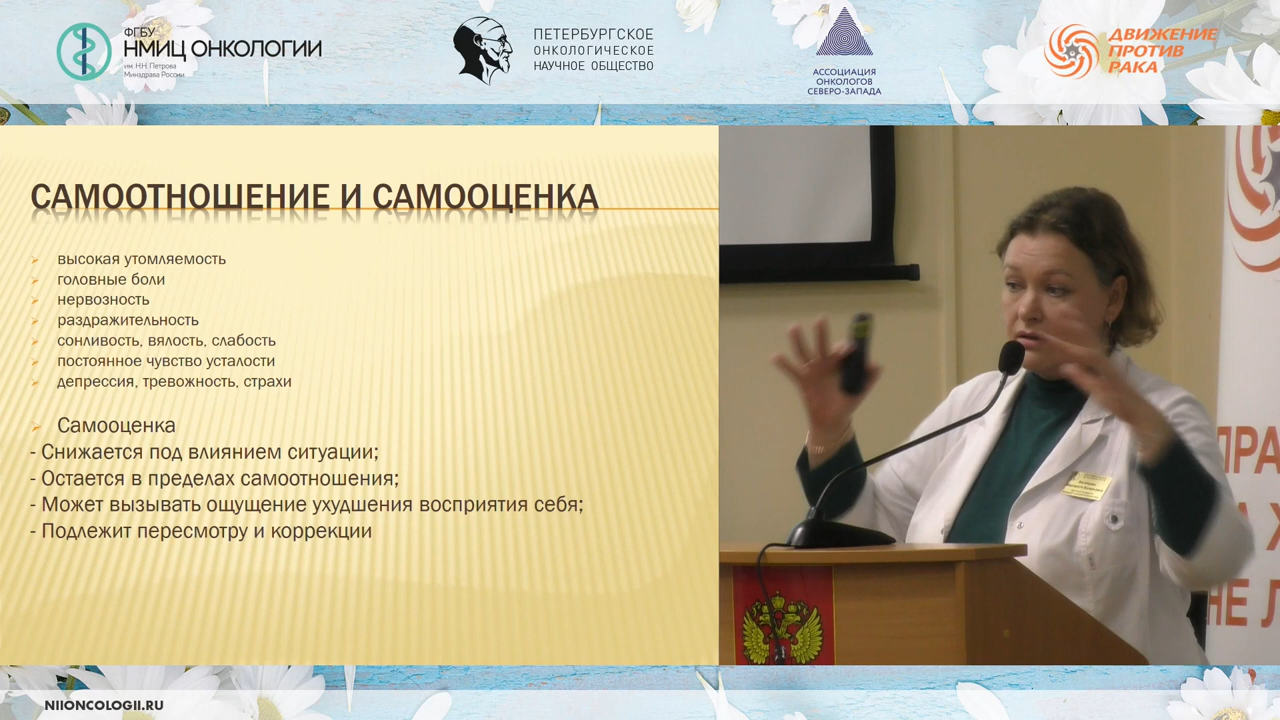 ФГБУ
НМИЦ ОНКОЛОГИИ
им. Н.Н. Петрова
Минздрава России
ПЕТЕРБУРГСКОЕ
ОНКОЛОГИЧЕСКОЕ
НАУЧНОЕ ОБЩЕСТВО
АССОЦИАЦИЯ
ОНКОЛОГОВ
СЕВЕРО-ЗАПАДА
ДВИЖЕНИЕ
ПРОТИВ
РАКА
САМООТНОШЕНИЕ И САМООЦЕНКА
высокая утомляемость
головные боли
нервозность
раздражительность
сонливость, вялость, слабость
постоянное чувство усталости
депрессия, тревожность, страхи
Самооценка
- Снижается под влиянием ситуации;
- Остается в пределах самоотношения;
- Может вызывать ощущение ухудшения восприятия себя;
- Подлежит пересмотру и коррекции
НЕ Л
NIIONCOLOGII.RU